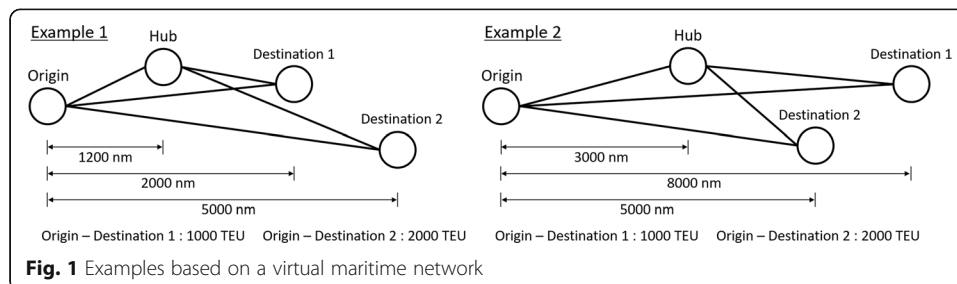 Example 1
Hub
Destination 1
Origin
Destination 2
1200 nm
2000 nm
5000 nm
Origin – Destination 1 : 1000 TEU Origin – Destination 2 : 2000 TEU
Example 2
Hub
Destination 1
Origin
Destination 2
3000 nm
8000 nm
5000 nm
Origin – Destination 1 : 1000 TEU Origin – Destination 2 : 2000 TEU
Fig. 1 Examples based on a virtual maritime network